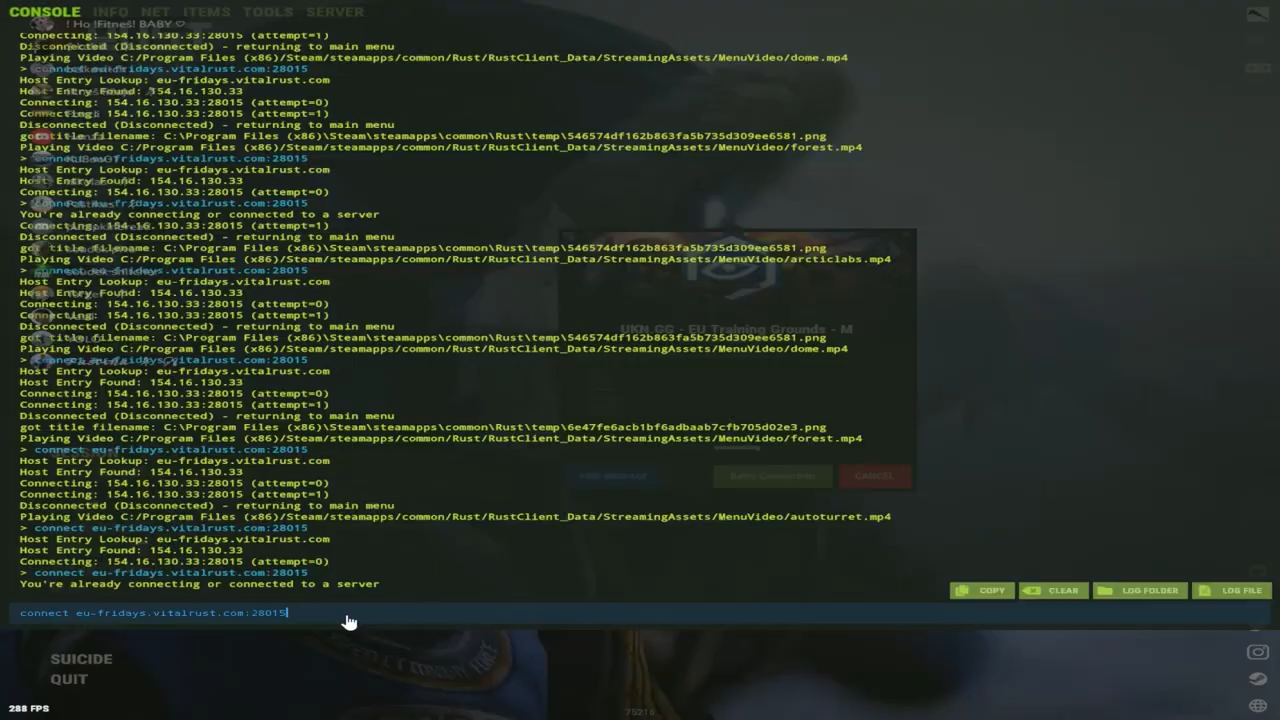 CONSOLE INFO NET ITEMS TOOLS SERVER
! Ho !Fitneš! BABY ♡
Connecting: 154.16.130.33:28015 (attempt=1)
Disconnected (Disconnected) - returning to main menu
Playing Video C:/Program Files (x86)/Steam/steamapps/common/Rust/RustClient_Data/StreamingAssets/MenuVideo/dome.mp4
> connect eu-fridays.vitalrust.com:28015
Host Entry Lookup: eu-fridays.vitalrust.com
Host Entry Found: 154.16.130.33
Connecting: 154.16.130.33:28015 (attempt=0)
Connecting: 154.16.130.33:28015 (attempt=1)
Disconnected (Disconnected) - returning to main menu
got title filename: C:\Program Files (x86)\Steam\steamapps\common\Rust\temp\546574df162b863fa5b735d309ee6581.png
Playing Video C:/Program Files (x86)/Steam/steamapps/common/Rust/RustClient_Data/StreamingAssets/MenuVideo/forest.mp4
> connect eu-fridays.vitalrust.com:28015
Host Entry Lookup: eu-fridays.vitalrust.com
Host Entry Found: 154.16.130.33
Connecting: 154.16.130.33:28015 (attempt=0)
> connect eu-fridays.vitalrust.com:28015
You're already connecting or connected to a server
Connecting: 154.16.130.33:28015 (attempt=1)
Disconnected (Disconnected) - returning to main menu
got title filename: C:\Program Files (x86)\Steam\steamapps\common\Rust\temp\546574df162b863fa5b735d309ee6581.png
Playing Video C:/Program Files (x86)/Steam/steamapps/common/Rust/RustClient_Data/StreamingAssets/MenuVideo/arcticlabs.mp4
> connect eu-fridays.vitalrust.com:28015
Host Entry Lookup: eu-fridays.vitalrust.com
Host Entry Found: 154.16.130.33
Connecting: 154.16.130.33:28015 (attempt=0)
Connecting: 154.16.130.33:28015 (attempt=1)
Disconnected (Disconnected) - returning to main menu
UKN.GG - EU Training Grounds - M
got title filename: C:\Program Files (x86)\Steam\steamapps\common\Rust\temp\546574df162b863fa5b735d309ee6581.png
Playing Video C:/Program Files (x86)/Steam/steamapps/common/Rust/RustClient_Data/StreamingAssets/MenuVideo/dome.mp4
> connect eu-fridays.vitalrust.com:28015
Host Entry Lookup: eu-fridays.vitalrust.com
Host Entry Found: 154.16.130.33
Connecting: 154.16.130.33:28015 (attempt=0)
Connecting: 154.16.130.33:28015 (attempt=1)
Disconnected (Disconnected) - returning to main menu
got title filename: C:\Program Files (x86)\Steam\steamapps\common\Rust\temp\6e47fe6acb1bf6adbaab7cfb705d02e3.png
Playing Video C:/Program Files (x86)/Steam/steamapps/common/Rust/RustClient_Data/StreamingAssets/MenuVideo/forest.mp4
> connect eu-fridays.vitalrust.com:28015
Host Entry Lookup: eu-fridays.vitalrust.com
Host Entry Found: 154.16.130.33
Retry Connection CANCEL
Connecting: 154.16.130.33:28015 (attempt=0)
Connecting: 154.16.130.33:28015 (attempt=1)
Disconnected (Disconnected) - returning to main menu
Playing Video C:/Program Files (x86)/Steam/steamapps/common/Rust/RustClient_Data/StreamingAssets/MenuVideo/autoturret.mp4
> connect eu-fridays.vitalrust.com:28015
Host Entry Lookup: eu-fridays.vitalrust.com
Host Entry Found: 154.16.130.33
Connecting: 154.16.130.33:28015 (attempt=0)
> connect eu-fridays.vitalrust.com:28015
You're already connecting or connected to a server
COPY CLEAR LOG FOLDER LOG FILE
connect eu-fridays.vitalrust.com:28015
SUICIDE
QUIT
288 FPS
75216